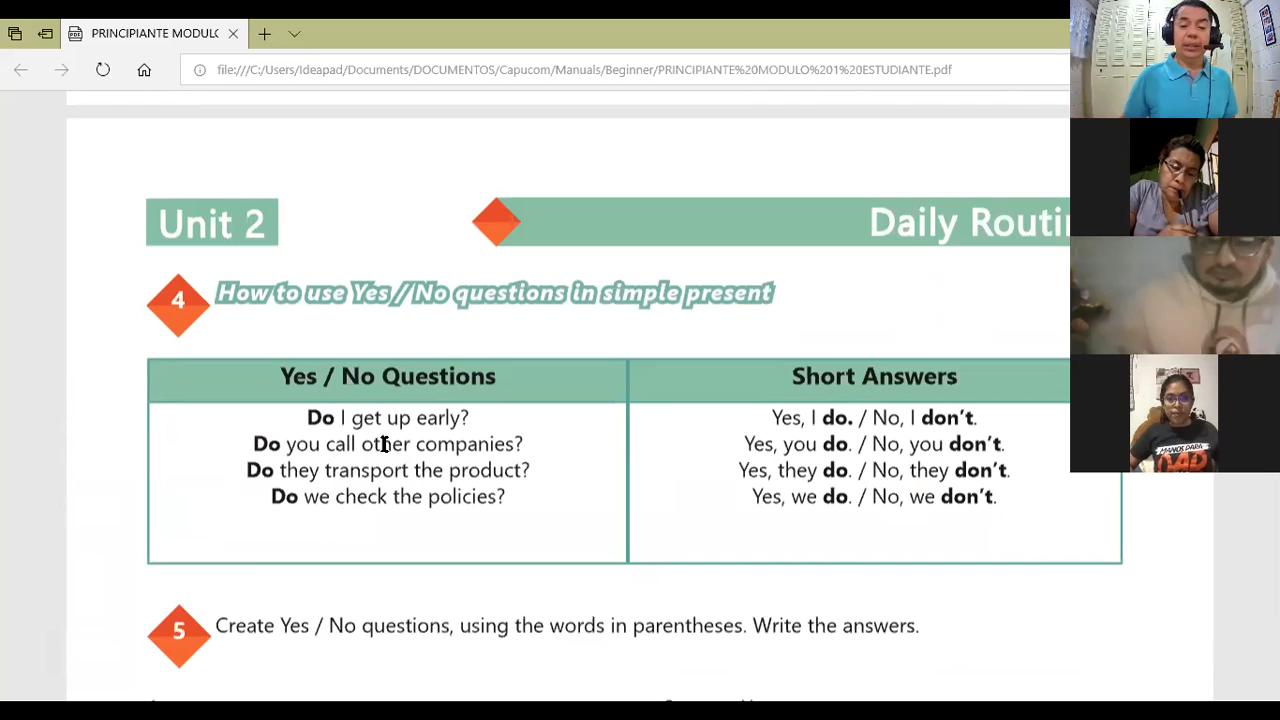 PRINCIPIANTE MODULO
file:///C:/Users/Ideapad/Documents/
Capucom/Manuals/Beginner/PRINCIPIANTE%20MODULO%201%20ESTUDIANTE.pdf
Unit 2
Daily
4
How to use Yes / No questions in simple present
Yes / No Questions
Short Answers
Do I get up early?
Yes, I do. / No, I don't.
Do you call other companies?
Yes, you do. / No, you don't.
Do they transport the product?
Yes, they do. / No, they don't.
Do we check the policies?
Yes, we do. / No, we don't.
5
Create Yes / No questions, using the words in parentheses. Write the answers.
MANOS PARA